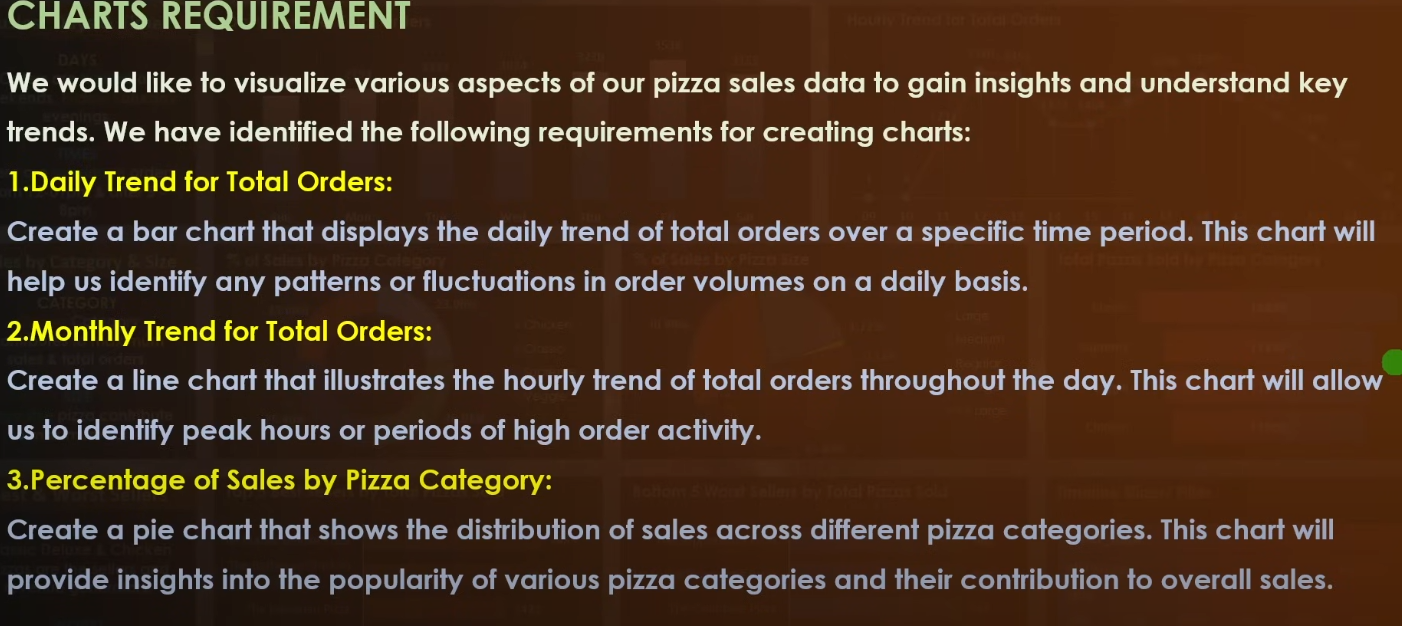 CHARTS REQUIREMENT
We would like to visualize various aspects of our pizza sales data to gain insights and understand key
trends. We have identified the following requirements for creating charts:
1.Daily Trend for Total Orders:
Create a bar chart that displays the daily trend of total orders over a specific time period. This chart will
help us identify any patterns or fluctuations in order volumes on a daily basis.
2.Monthly Trend for Total Orders:
Create a line chart that illustrates the hourly trend of total orders throughout the day. This chart will allow
us to identify peak hours or periods of high order activity.
3.Percentage of Sales by Pizza Category:
Create a pie chart that shows the distribution of sales across different pizza categories. This chart will
provide insights into the popularity of various pizza categories and their contribution to overall sales.